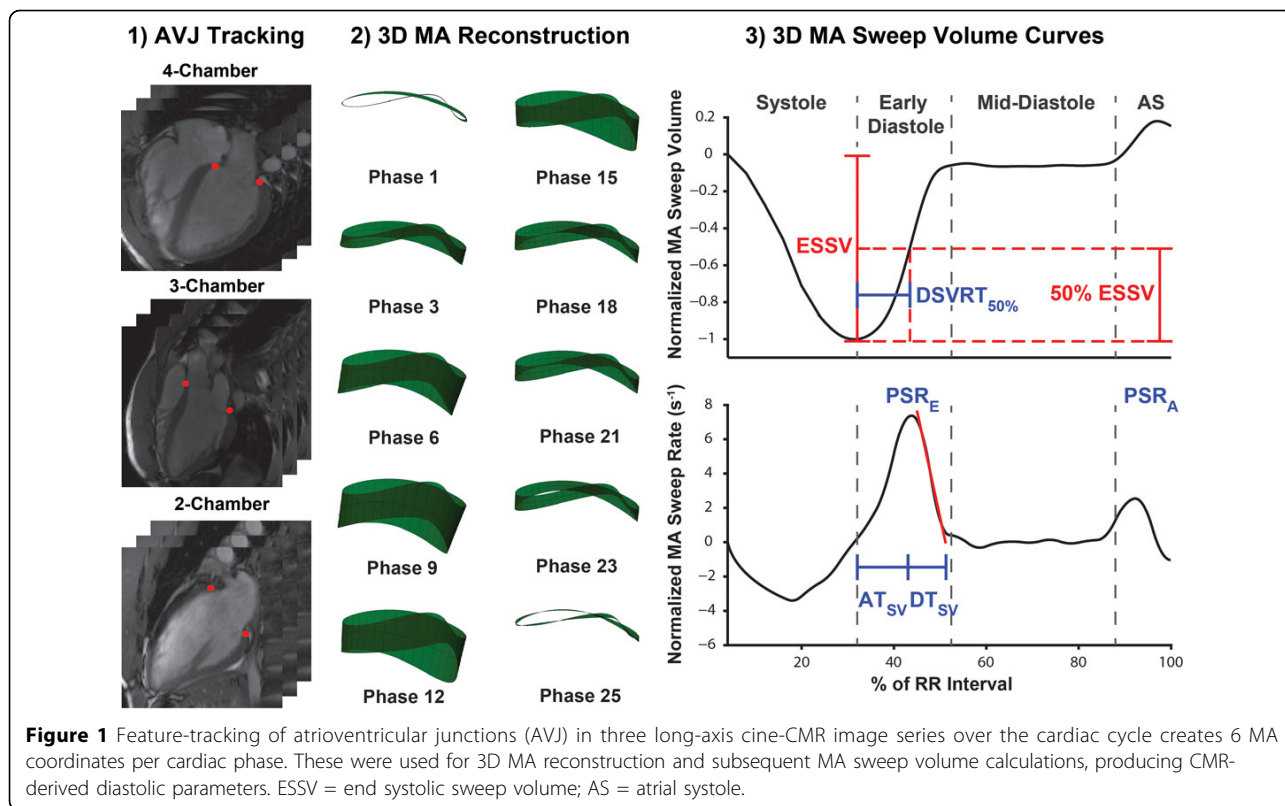 1) AVJ Tracking
2) 3D MA Reconstruction
3) 3D MA Sweep Volume Curves
4-Chamber
3-Chamber
2-Chamber
Phase 1
Phase 15
Phase 3
Phase 18
Phase 6
Phase 21
Phase 9
Phase 23
Phase 12
Phase 25
Systole
Early
Diastole
Mid-Diastole
AS
Normalized MA Sweep Volume
0.2
0
−0.2
−0.4
−0.6
−0.8
−1
ESSV
DSVRT50%
50% ESSV
Normalized MA Sweep Rate (s-1)
8
6
4
2
0
−2
−4
−6
PSRE
PSRA
ATSV
DTSV
20
40
60
80
100
% of RR Interval
Figure 1 Feature-tracking of atrioventricular junctions (AVJ) in three long-axis cine-CMR image series over the cardiac cycle creates 6 MA
coordinates per cardiac phase. These were used for 3D MA reconstruction and subsequent MA sweep volume calculations, producing CMR-
derived diastolic parameters. ESSV = end systolic sweep volume; AS = atrial systole.